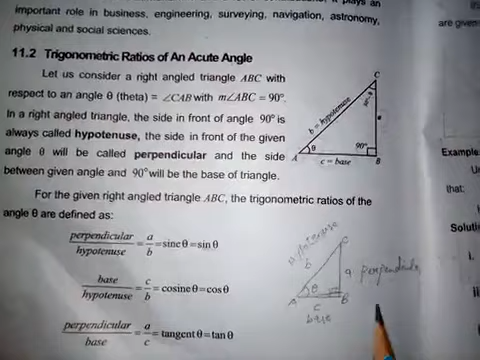 important role in business, engineering, surveying, navigation, astronomy,
physical and social sciences.
are given
11.2 Trigonometric Ratios of An Acute Angle
Let us consider a right angled triangle ABC with
respect to an angle θ (theta) = ∠CAB with m∠ABC = 90°.
In a right angled triangle, the side in front of angle 90° is
always called hypotenuse, the side in front of the given
angle θ will be called perpendicular and the side
between given angle and 90° will be the base of triangle.
C
b = hypotenuse
a
90°
θ
A
B
c = base
Example
that:
For the given right angled triangle ABC, the trigonometric ratios of the
angle θ are defined as:
perpendicular/hypotenuse = a/b = sineθ = sinθ
base/hypotenuse = c/b = cosineθ = cosθ
perpendicular/base = a/c = tangentθ = tanθ
b
C
θ
A
B
c
base
Soluti
i.